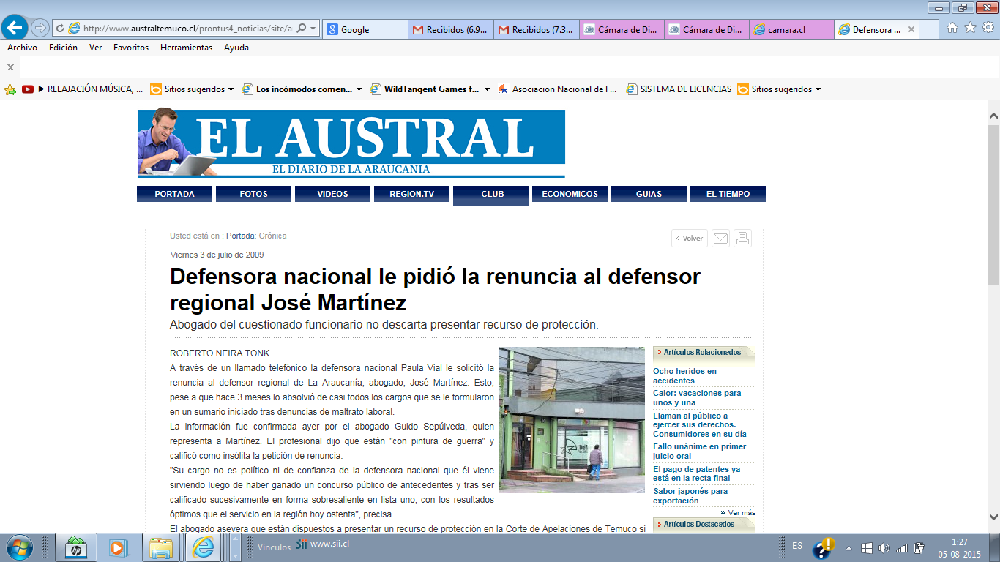 http://www.australtemuco.cl/prontus4_noticias/site/a
Google
Recibidos (6.9...
Recibidos (7.3...
Cámara de Di...
Cámara de Di...
camara.cl
Defensora ...
Archivo Edición Ver Favoritos Herramientas Ayuda
x
RELAJACIÓN MÚSICA, ... Sitios sugeridos Los incómodos comen... WildTangent Games f... Asociacion Nacional de F... SISTEMA DE LICENCIAS Sitios sugeridos
EL AUSTRAL
EL DIARIO DE LA ARAUCANIA
PORTADA FOTOS VIDEOS REGION.TV CLUB ECONOMICOS GUIAS EL TIEMPO
Usted está en : Portada: Crónica
Volver
Viernes 3 de julio de 2009
Defensora nacional le pidió la renuncia al defensor
regional José Martínez
Abogado del cuestionado funcionario no descarta presentar recurso de protección.
ROBERTO NEIRA TONK
A través de un llamado telefónico la defensora nacional Paula Vial le solicitó la
renuncia al defensor regional de La Araucanía, abogado, José Martínez. Esto,
pese a que hace 3 meses lo absolvió de casi todos los cargos que se le formularon
en un sumario iniciado tras denuncias de maltrato laboral.
La información fue confirmada ayer por el abogado Guido Sepúlveda, quien
representa a Martínez. El profesional dijo que están "con pintura de guerra" y
calificó como insólita la petición de renuncia.
"Su cargo no es político ni de confianza de la defensora nacional que él viene
sirviendo luego de haber ganado un concurso público de antecedentes y tras ser
calificado sucesivamente en forma sobresaliente en lista uno, con los resultados
óptimos que el servicio en la región hoy ostenta", precisa.
El abogado asevera que están dispuestos a presentar un recurso de protección en la Corte de Apelaciones de Temuco si
Artículos Relacionados
Ocho heridos en
accidentes
Calor: vacaciones para
unos y una
Llaman al público a
ejercer sus derechos.
Consumidores en su día
Fallo unánime en primer
juicio oral
El pago de patentes ya
está en la recta final
Sabor japonés para
exportación
Ver más
Artículos Destacados
hp
Vínculos
Sii www.sii.cl
ES
1:27
05-08-2015